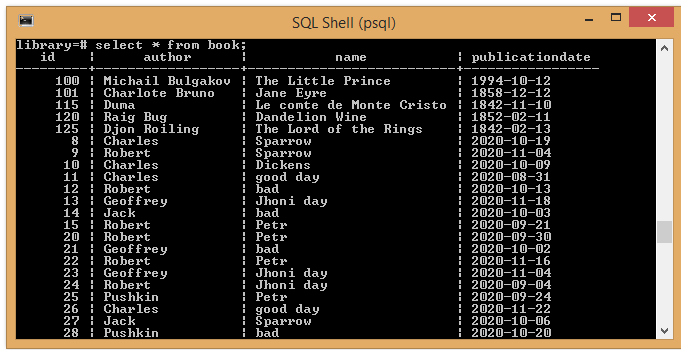 SQL Shell (psql)
library=# select * from book;
id | author | name | publicationdate
100 | Michail Bulgakov | The Little Prince | 1994-10-12
101 | Charlote Bruno | Jane Eyre | 1858-12-12
115 | Duma | Le comte de Monte Cristo | 1842-11-10
120 | Raig Bug | Dandelion Wine | 1852-02-11
125 | Djon Roiling | The Lord of the Rings | 1842-02-13
8 | Charles | Sparrow | 2020-10-19
9 | Robert | Sparrow | 2020-11-04
10 | Charles | Dickens | 2020-10-09
11 | Charles | good day | 2020-08-31
12 | Robert | bad | 2020-10-13
13 | Geoffrey | Jhoni day | 2020-11-18
14 | Jack | bad | 2020-10-03
15 | Robert | Petr | 2020-09-21
20 | Robert | Petr | 2020-09-30
21 | Geoffrey | bad | 2020-10-02
22 | Robert | Petr | 2020-11-16
23 | Geoffrey | Jhoni day | 2020-11-04
24 | Robert | Jhoni day | 2020-09-04
25 | Pushkin | Petr | 2020-09-24
26 | Charles | good day | 2020-11-22
27 | Jack | Sparrow | 2020-10-06
28 | Pushkin | bad | 2020-10-20